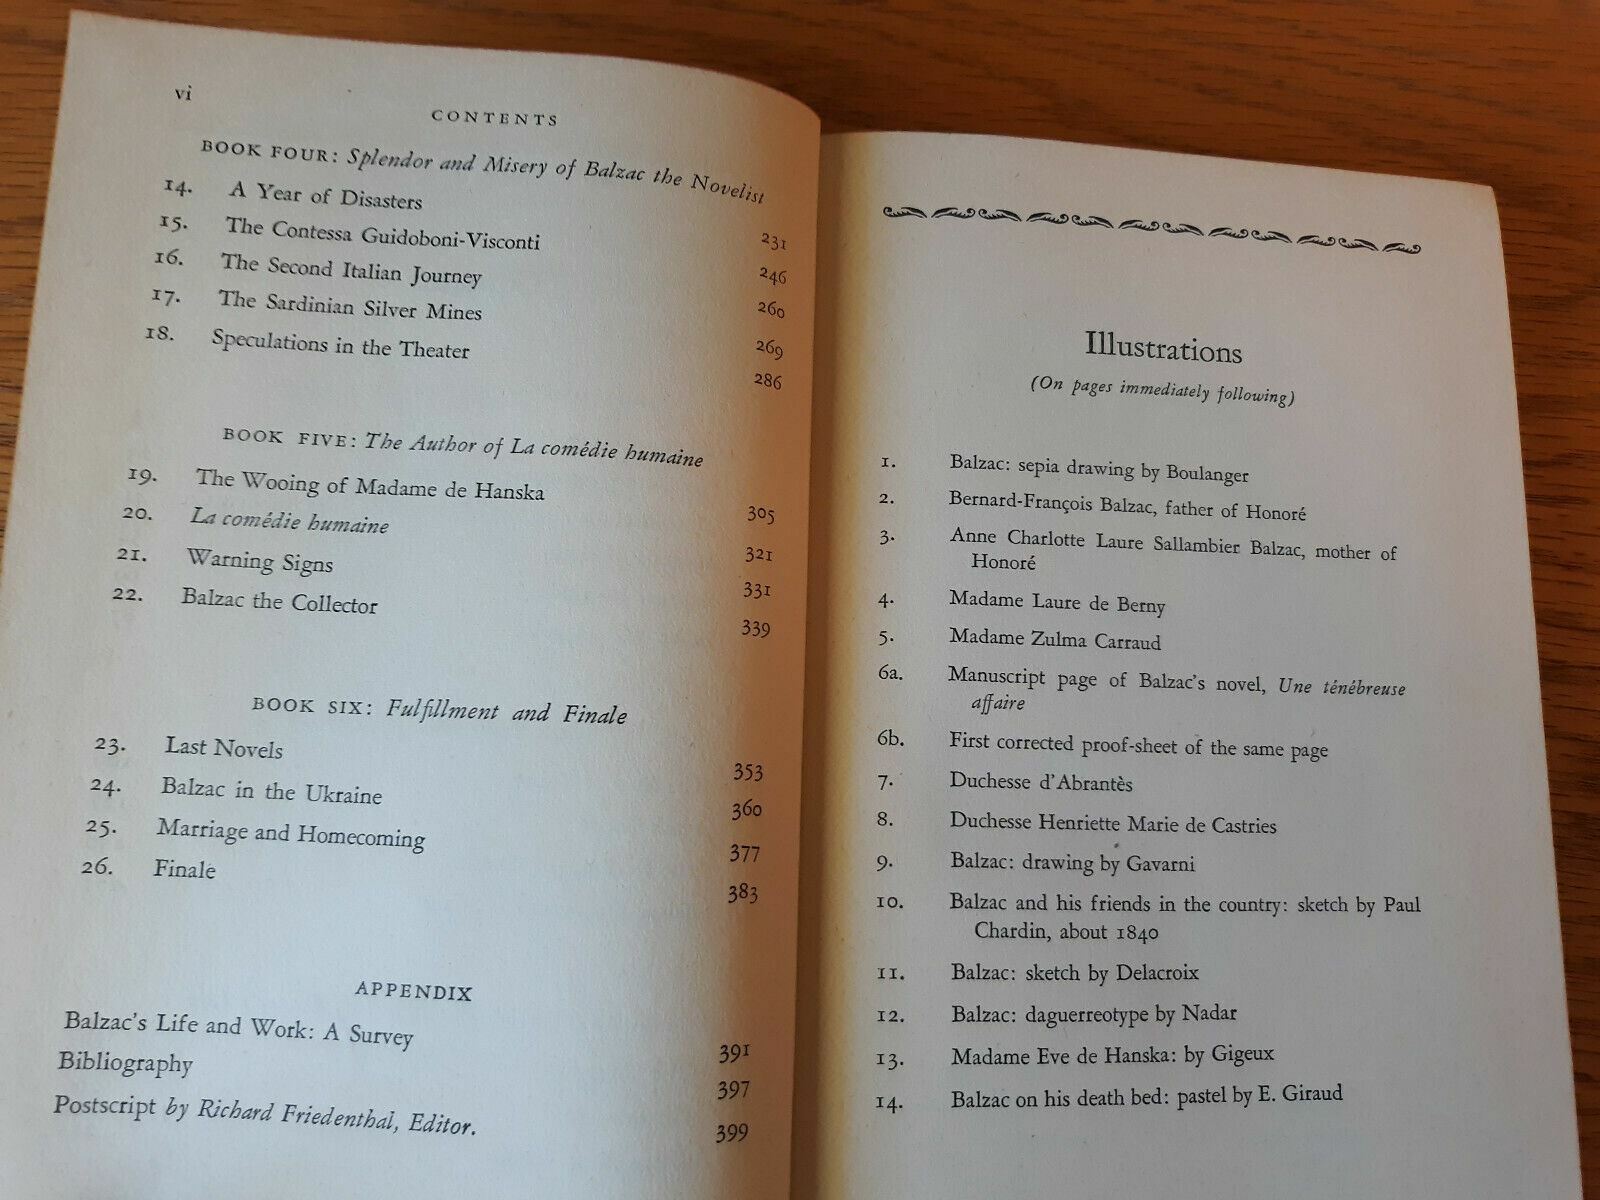 vi
CONTENTS
BOOK FOUR: Splendor and Misery of Balzac the Novelist
14. A Year of Disasters 231
15. The Contessa Guidoboni-Visconti 246
16. The Second Italian Journey 260
17. The Sardinian Silver Mines 269
18. Speculations in the Theater 286
BOOK FIVE: The Author of La comédie humaine
19. The Wooing of Madame de Hanska 305
20. La comédie humaine 321
21. Warning Signs 331
22. Balzac the Collector 339
BOOK SIX: Fulfillment and Finale
23. Last Novels 353
24. Balzac in the Ukraine 360
25. Marriage and Homecoming 377
26. Finale 383
APPENDIX
Balzac's Life and Work: A Survey 391
Bibliography 397
Postscript by Richard Friedenthal, Editor. 399
Illustrations
(On pages immediately following)
1. Balzac: sepia drawing by Boulanger
2. Bernard-François Balzac, father of Honoré
3. Anne Charlotte Laure Sallambier Balzac, mother of
Honoré
4. Madame Laure de Berny
5. Madame Zulma Carraud
6a. Manuscript page of Balzac's novel, Une ténébreuse
affaire
6b. First corrected proof-sheet of the same page
7. Duchesse d'Abrantès
8. Duchesse Henriette Marie de Castries
9. Balzac: drawing by Gavarni
10. Balzac and his friends in the country: sketch by Paul
Chardin, about 1840
11. Balzac: sketch by Delacroix
12. Balzac: daguerreotype by Nadar
13. Madame Eve de Hanska: by Gigeux
14. Balzac on his death bed: pastel by E. Giraud